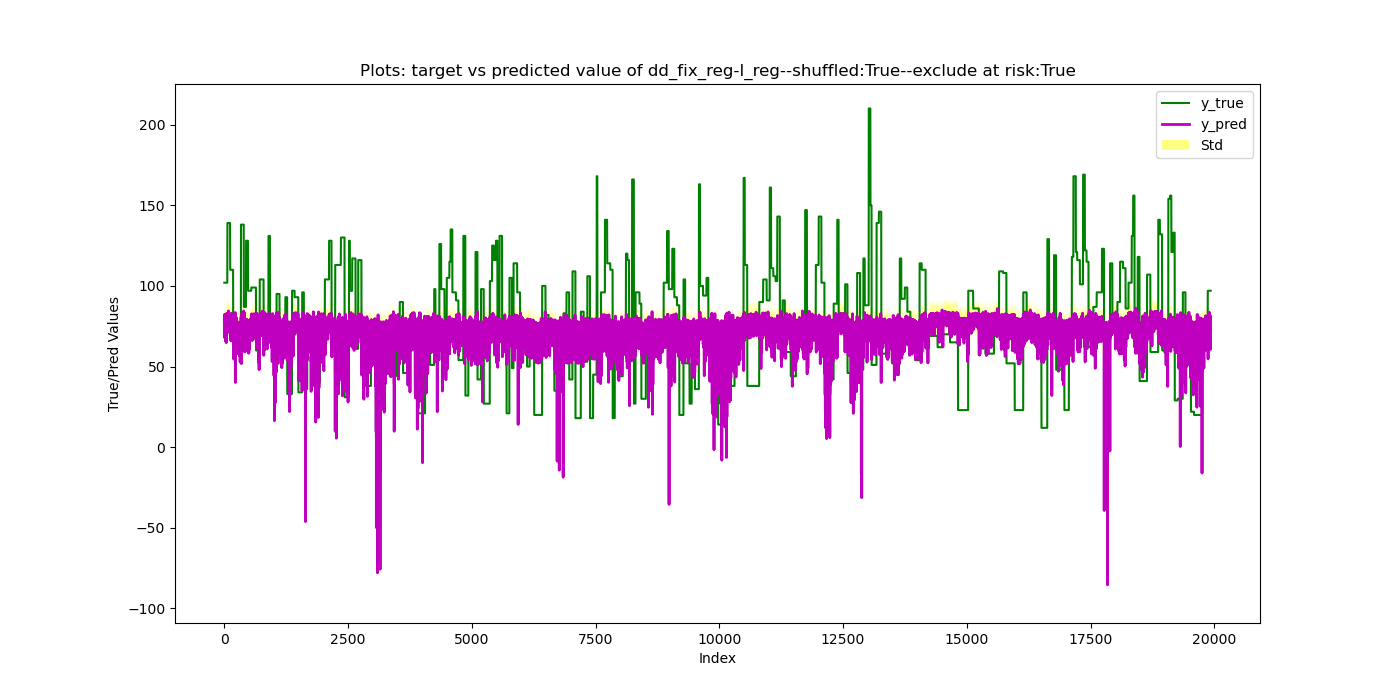 Plots: target vs predicted value of dd_fix_reg-l_reg--shuffled:True--exclude at risk:True
y_true
y_pred
Std
True/Pred Values
200
150
100
50
0
−50
−100
0 2500 5000 7500 10000 12500 15000 17500 20000
Index